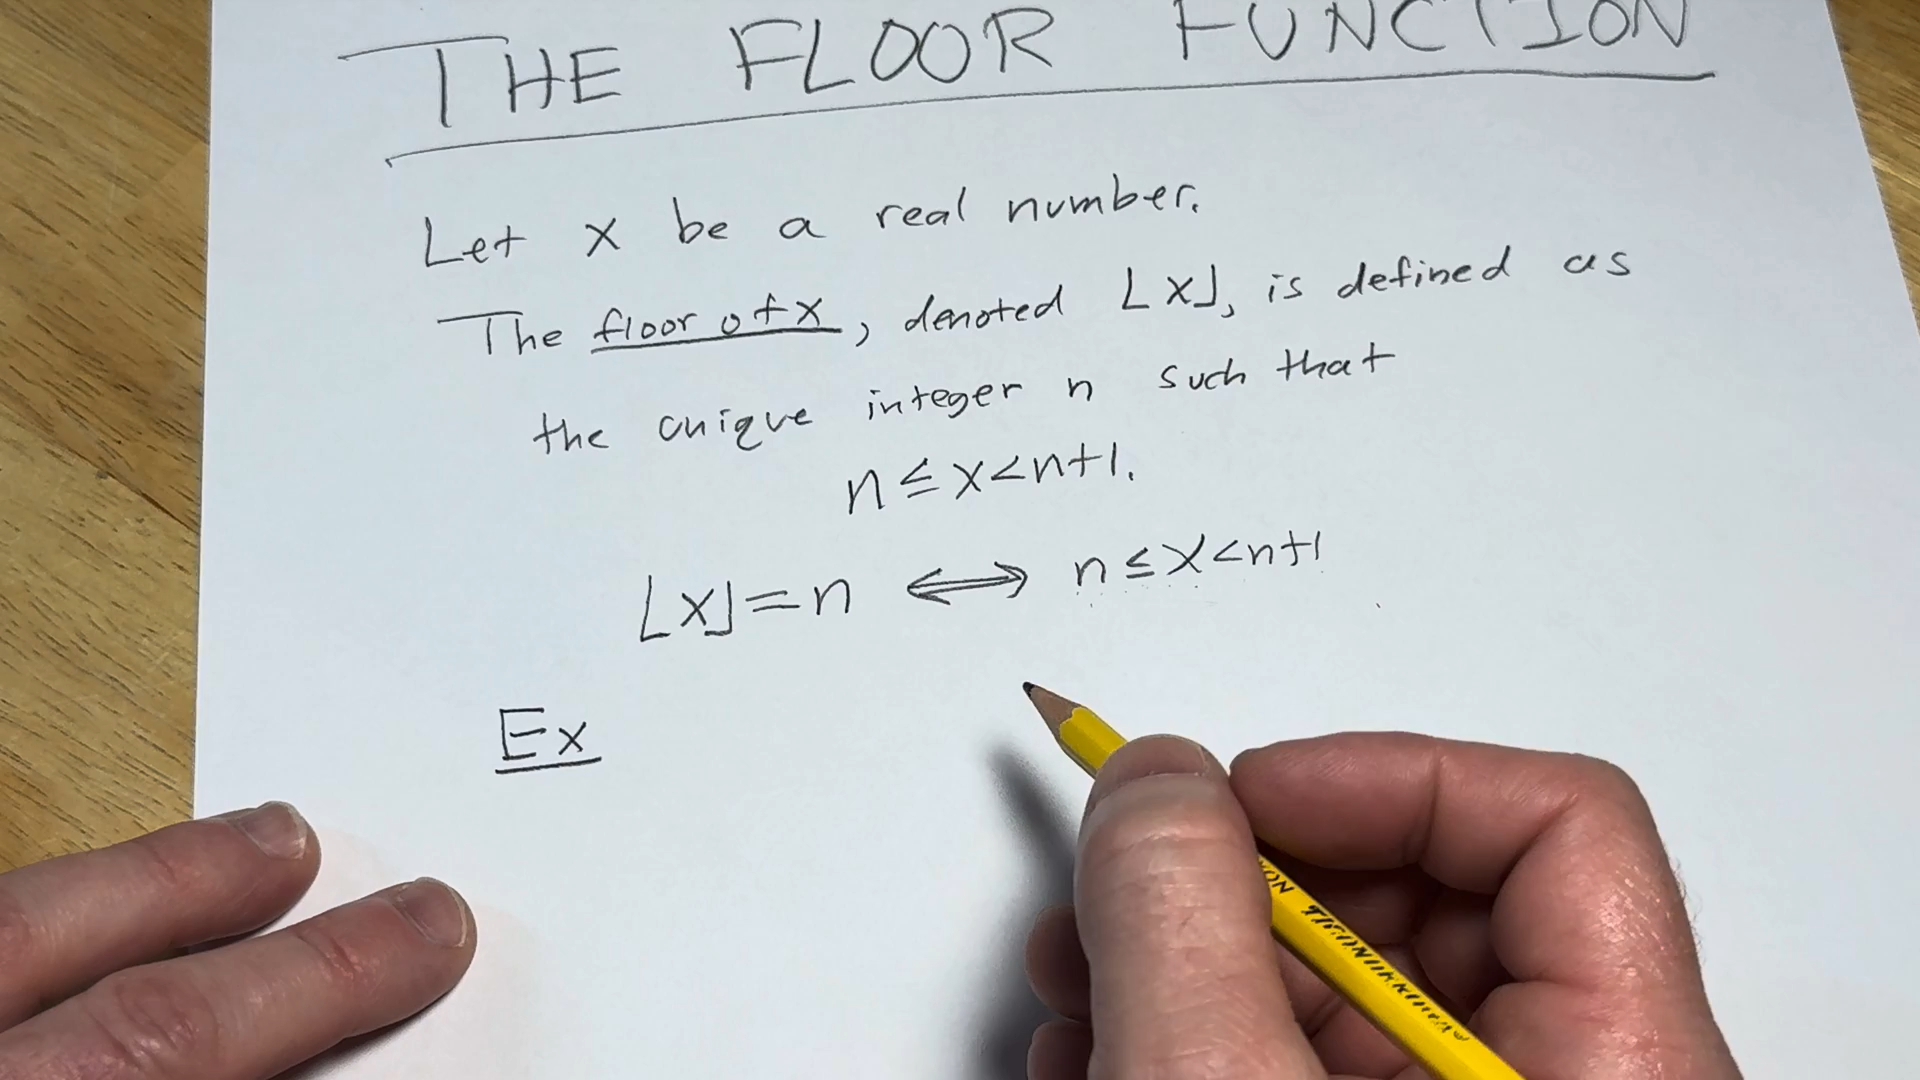 THE FLOOR FUNCTION
Let x be a real number.
The floor of x, denoted ⌊x⌋, is defined as
the unique integer n such that
n ≤ x < n+1.
⌊x⌋ = n ⟺ n ≤ x < n+1
Ex